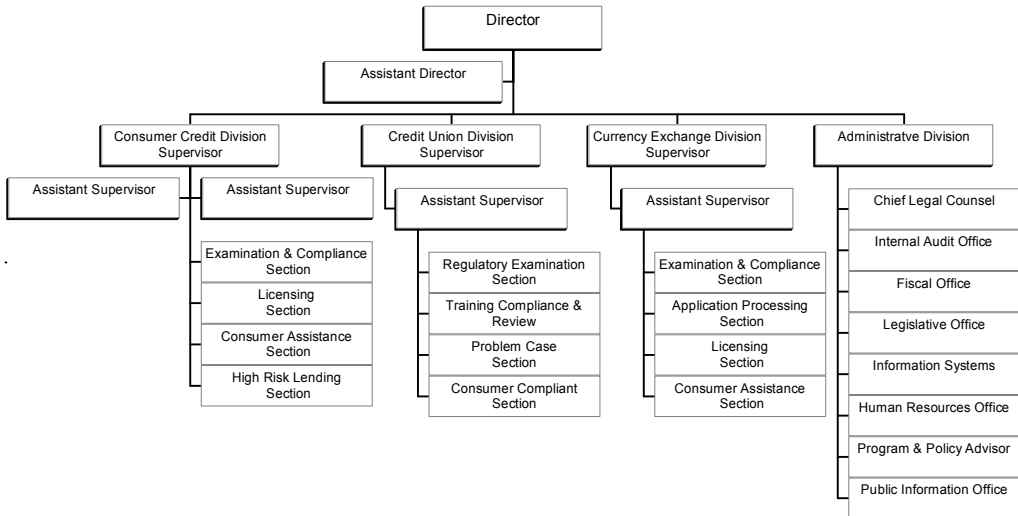 Director
Assistant Director
Consumer Credit Division
Supervisor
Assistant Supervisor
Assistant Supervisor
Examination & Compliance
Section
Licensing
Section
Consumer Assistance
Section
High Risk Lending
Section
Credit Union Division
Supervisor
Assistant Supervisor
Regulatory Examination
Section
Training Compliance &
Review
Problem Case
Section
Consumer Compliant
Section
Currency Exchange Division
Supervisor
Assistant Supervisor
Examination & Compliance
Section
Application Processing
Section
Licensing
Section
Consumer Assistance
Section
Administratve Division
Chief Legal Counsel
Internal Audit Office
Fiscal Office
Legislative Office
Information Systems
Human Resources Office
Program & Policy Advisor
Public Information Office